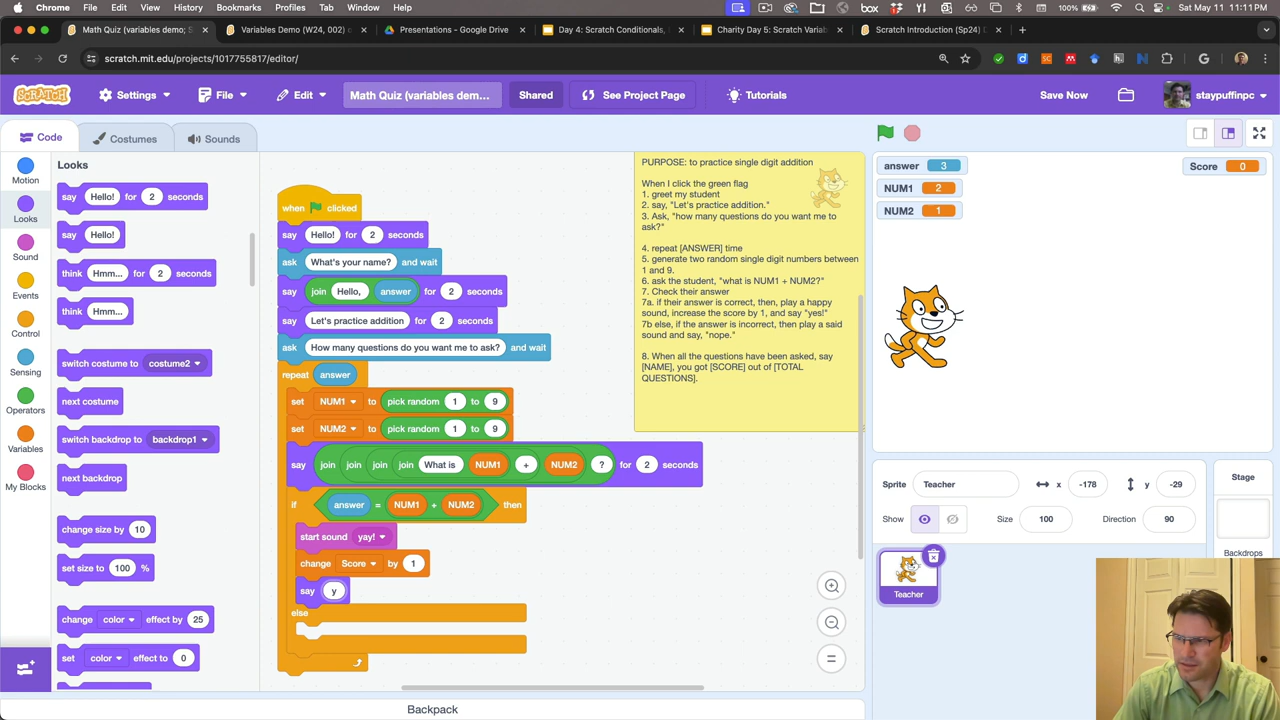 Chrome File Edit View History Bookmarks Profiles Tab Window Help
box 100% Sat May 11 11:11 PM
Math Quiz (variables demo; S
Variables Demo (W24, 002) o
Presentations - Google Drive
Day 4: Scratch Conditionals,
Charity Day 5: Scratch Variab
Scratch Introduction (Sp24)
scratch.mit.edu/projects/1017755817/editor/
SCRATCH Settings File Edit Math Quiz (variables dem... Shared See Project Page Tutorials Save Now staypuffinpc
Code Costumes Sounds
Motion
Looks
Sound
Events
Control
Sensing
Operators
Variables
My Blocks
Looks
say Hello! for 2 seconds
say Hello!
think Hmm... for 2 seconds
think Hmm...
switch costume to costume2
next costume
switch backdrop to backdrop1
next backdrop
change size by 10
set size to 100 %
change color effect by 25
set color effect to 0
when clicked
say Hello! for 2 seconds
ask What's your name? and wait
say join Hello, answer for 2 seconds
say Let's practice addition for 2 seconds
ask How many questions do you want me to ask? and wait
repeat answer
set NUM1 to pick random 1 to 9
set NUM2 to pick random 1 to 9
say join join join join What is NUM1 + NUM2 ? for 2 seconds
if answer = NUM1 + NUM2 then
start sound yay!
change Score by 1
say y
else
PURPOSE: to practice single digit addition
When I click the green flag
1. greet my student
2. say, "Let's practice addition."
3. Ask, "how many questions do you want me to
ask?"
4. repeat [ANSWER] time
5. generate two random single digit numbers between
1 and 9.
6. ask the student, "what is NUM1 + NUM2?"
7. Check their answer
7a. if their answer is correct, then, play a happy
sound, increase the score by 1, and say "yes!"
7b else, if the answer is incorrect, then play a said
sound and say, "nope."
8. When all the questions have been asked, say
[NAME], you got [SCORE] out of [TOTAL
QUESTIONS].
answer 3
NUM1 2
NUM2 1
Score 0
Sprite Teacher x -178 y -29
Show Size 100 Direction 90
Teacher
Stage
Backdrops
Backpack